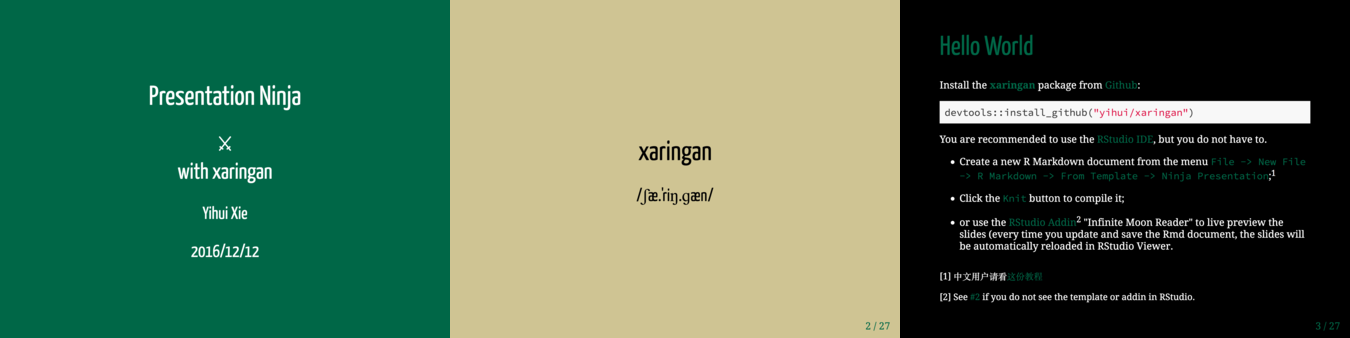 Presentation Ninja
⚔
with xaringan
Yihui Xie
2016/12/12
xaringan
/ʃæ.ˈriŋ.ɡæn/
2 / 27
Hello World
Install the xaringan package from Github:
devtools::install_github("yihui/xaringan")
You are recommended to use the RStudio IDE, but you do not have to.
• Create a new R Markdown document from the menu File -> New File
-> R Markdown -> From Template -> Ninja Presentation;1
• Click the Knit button to compile it;
• or use the RStudio Addin2 "Infinite Moon Reader" to live preview the
slides (every time you update and save the Rmd document, the slides will
be automatically reloaded in RStudio Viewer.
[1] 中文用户请看这份教程
[2] See #2 if you do not see the template or addin in RStudio.
3 / 27